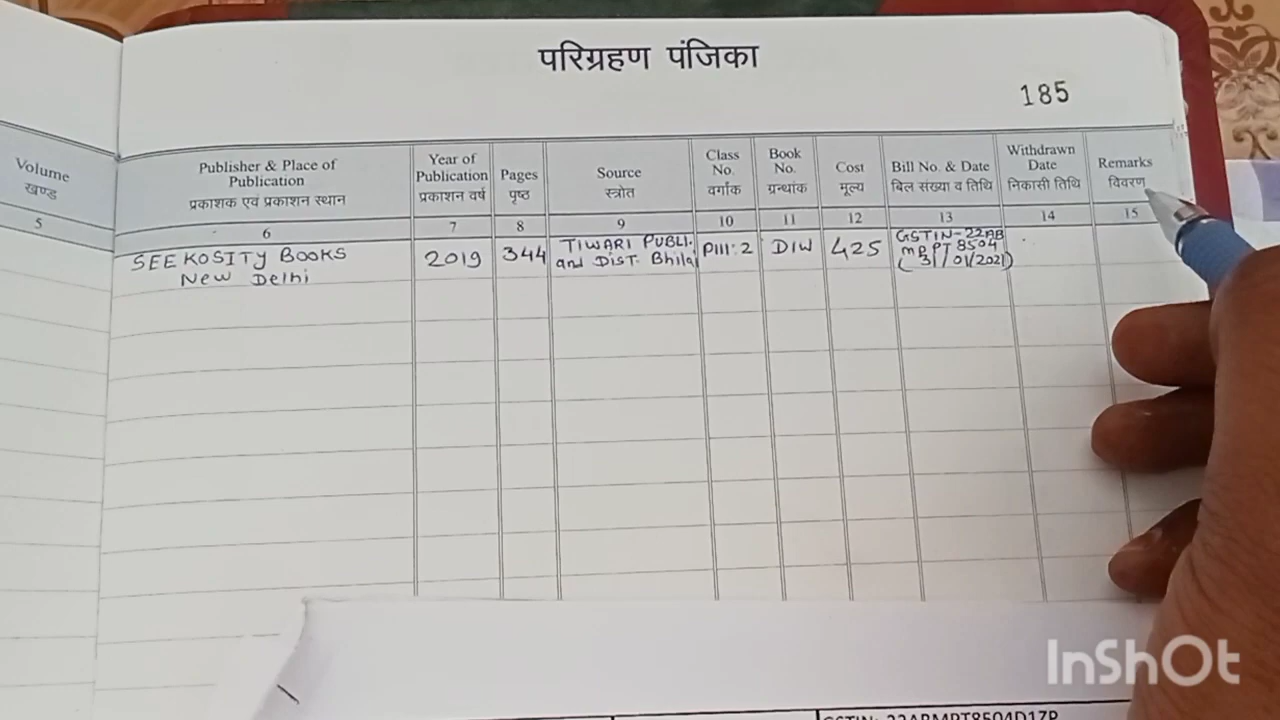 परिग्रहण पंजिका
185
Volume
खण्ड
Publisher & Place of
Publication
प्रकाशक एवं प्रकाशन स्थान
Year of
Publication
प्रकाशन वर्ष
Pages
पृष्ठ
Source
स्त्रोत
Class
No.
वर्गांक
Book
No.
ग्रन्थांक
Cost
मूल्य
Bill No. & Date
बिल संख्या व तिथि
Withdrawn
Date
निकासी तिथि
Remarks
विवरण
5 6 7 8 9 10 11 12 13 14 15
SEEKOSITY BOOKS
New Delhi
2019
344
TIWARI PUBLI.
and DIST. Bhilai
PIII:2
DIW
425
GSTIN-22AB
MPPT8504
(31/01/2021)
InShOt